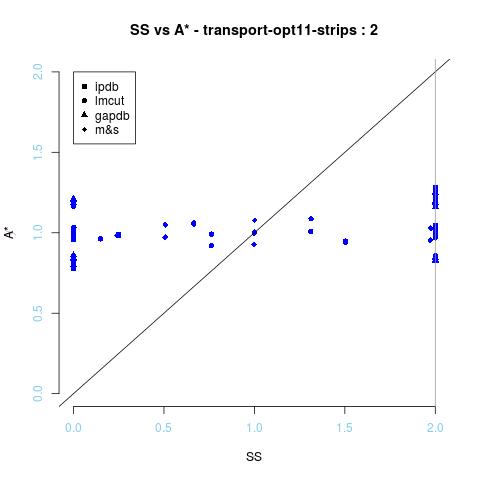 SS vs A* - transport-opt11-strips : 2
ipdb
lmcut
gapdb
m&s
2.0
1.5
1.0
0.5
0.0
A*
0.0 0.5 1.0 1.5 2.0
SS